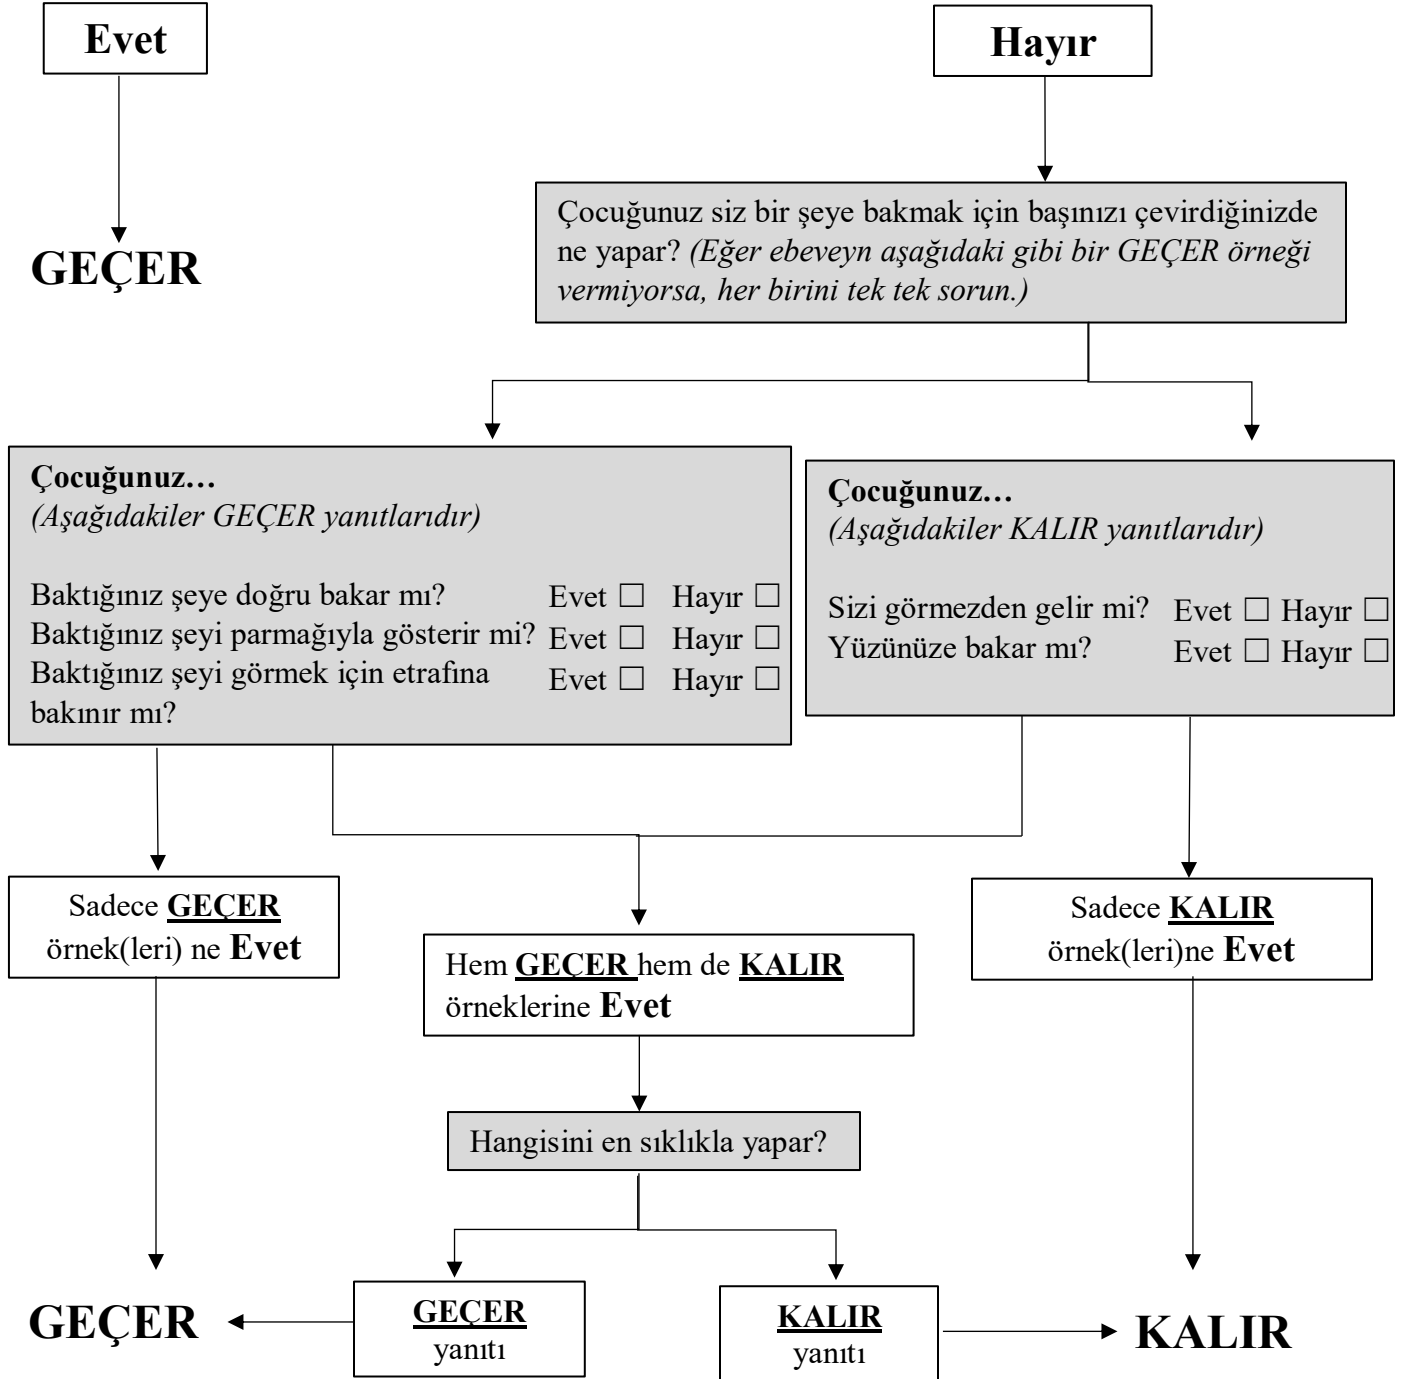 Evet
Hayır
GEÇER
Çocuğunuz siz bir şeye bakmak için başınızı çevirdiğinizde
ne yapar? (Eğer ebeveyn aşağıdaki gibi bir GEÇER örneği
vermiyorsa, her birini tek tek sorun.)
Çocuğunuz…
(Aşağıdakiler GEÇER yanıtlarıdır)
Baktığınız şeye doğru bakar mı? Evet ☐ Hayır ☐
Baktığınız şeyi parmağıyla gösterir mi? Evet ☐ Hayır ☐
Baktığınız şeyi görmek için etrafına Evet ☐ Hayır ☐
bakınır mı?
Çocuğunuz…
(Aşağıdakiler KALIR yanıtlarıdır)
Sizi görmezden gelir mi? Evet ☐ Hayır ☐
Yüzünüze bakar mı? Evet ☐ Hayır ☐
Sadece GEÇER
örnek(leri) ne Evet
Hem GEÇER hem de KALIR
örneklerine Evet
Sadece KALIR
örnek(leri)ne Evet
Hangisini en sıklıkla yapar?
GEÇER
GEÇER
yanıtı
KALIR
yanıtı
KALIR